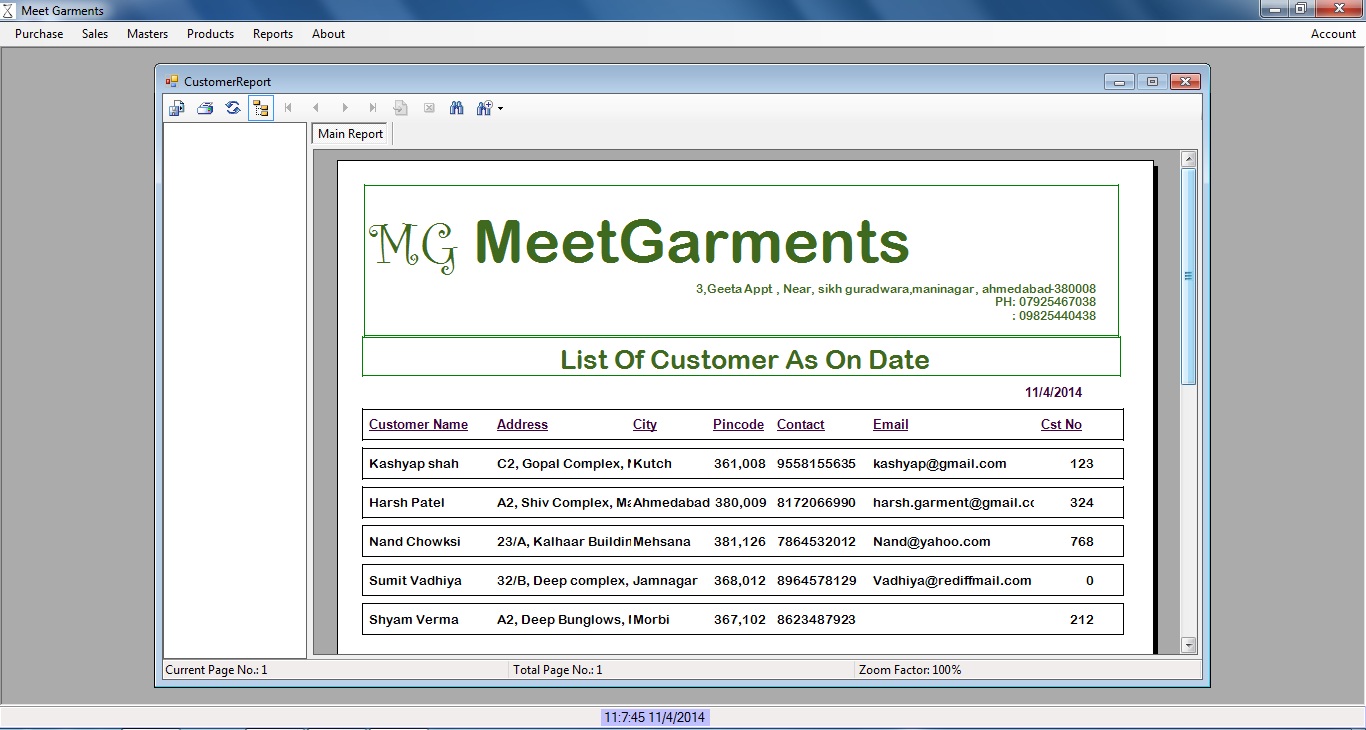 Meet Garments
Purchase Sales Masters Products Reports About Account
CustomerReport
Main Report
MG MeetGarments
3,Geeta Appt , Near, sikh guradwara,maninagar, ahmedabad-380008
PH: 07925467038
: 09825440438
List Of Customer As On Date
11/4/2014
Customer Name Address City Pincode Contact Email Cst No
Kashyap shah C2, Gopal Complex, Kutch 361,008 9558155635 kashyap@gmail.com 123
Harsh Patel A2, Shiv Complex, Ahmedabad 380,009 8172066990 harsh.garment@gmail.cc 324
Nand Chowksi 23/A, Kalhaar Buildin Mehsana 381,126 7864532012 Nand@yahoo.com 768
Sumit Vadhiya 32/B, Deep complex, Jamnagar 368,012 8964578129 Vadhiya@rediffmail.com 0
Shyam Verma A2, Deep Bunglows, Morbi 367,102 8623487923 212
Current Page No.: 1 Total Page No.: 1 Zoom Factor: 100%
11:7:45 11/4/2014